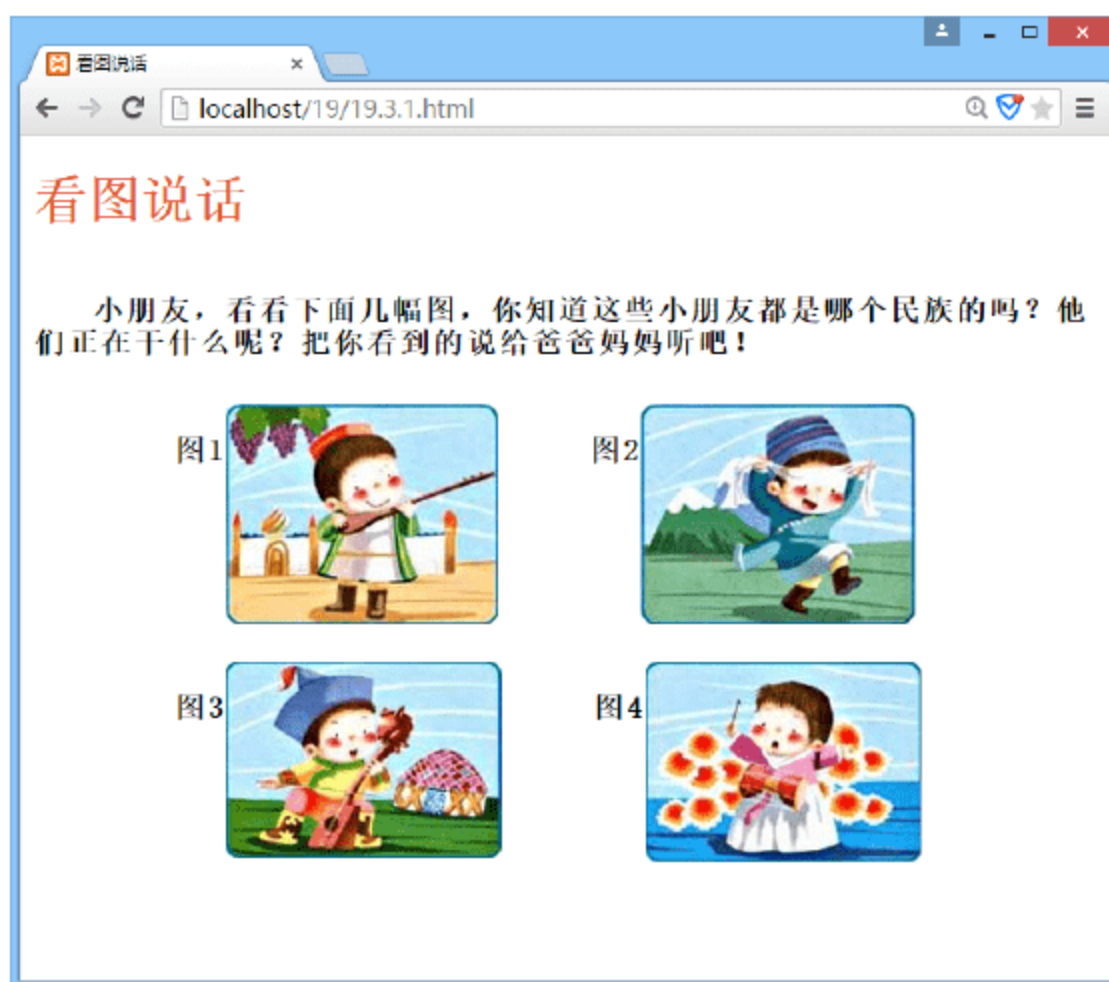 看图说话
localhost/19/19.3.1.html
看图说话
小朋友，看看下面几幅图，你知道这些小朋友都是哪个民族的吗？他
们正在干什么呢？把你看到的说给爸爸妈妈听吧！
图1
图2
图3
图4